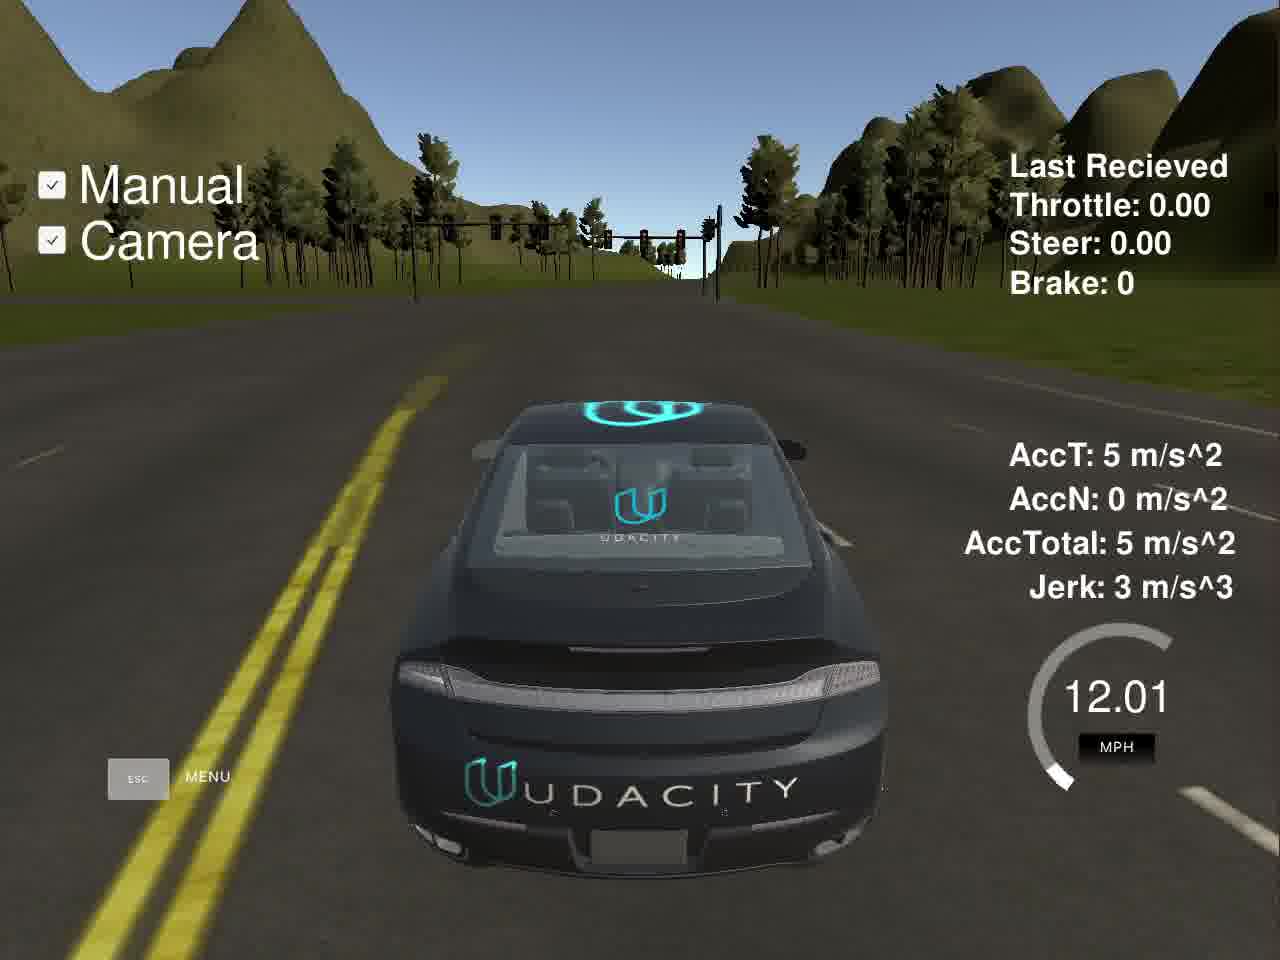 Manual
Camera
Last Recieved
Throttle: 0.00
Steer: 0.00
Brake: 0
AccT: 5 m/s^2
AccN: 0 m/s^2
AccTotal: 5 m/s^2
Jerk: 3 m/s^3
12.01
MPH
UDACITY
ESC MENU
UDACITY